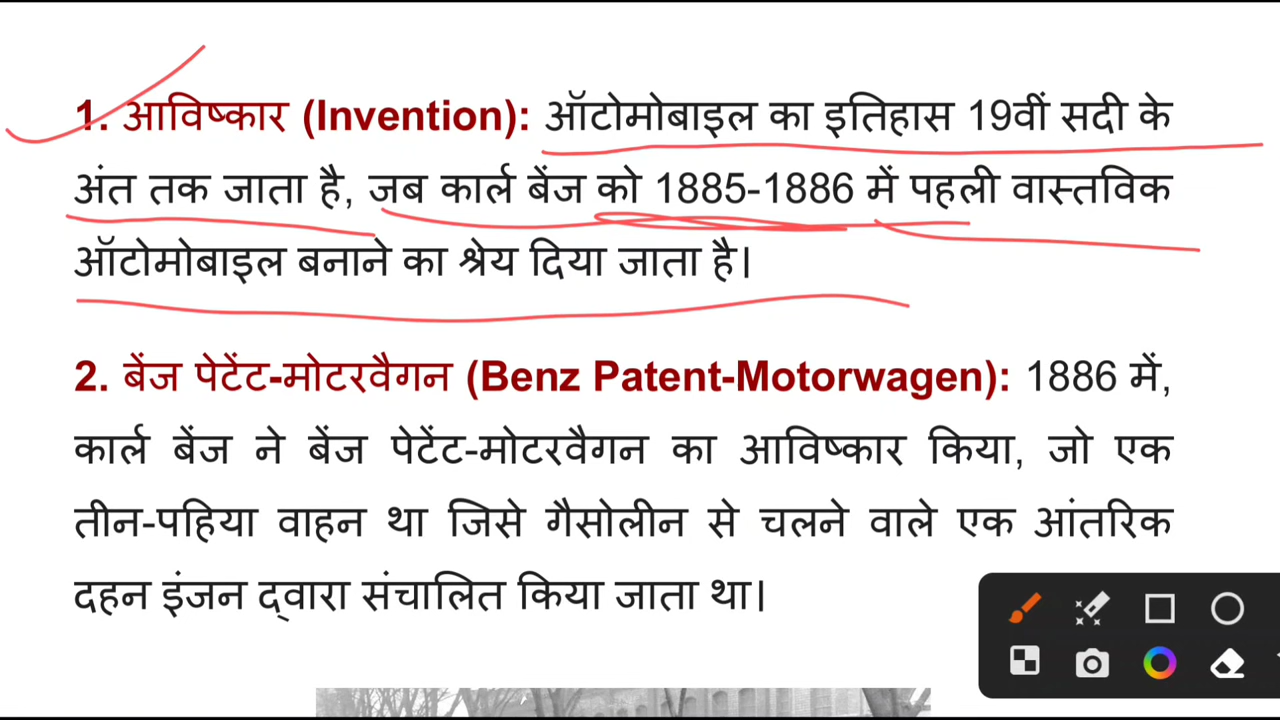 1. आविष्कार (Invention): ऑटोमोबाइल का इतिहास 19वीं सदी के
अंत तक जाता है, जब कार्ल बेंज को 1885-1886 में पहली वास्तविक
ऑटोमोबाइल बनाने का श्रेय दिया जाता है।
2. बेंज पेटेंट-मोटरवैगन (Benz Patent-Motorwagen): 1886 में,
कार्ल बेंज ने बेंज पेटेंट-मोटरवैगन का आविष्कार किया, जो एक
तीन-पहिया वाहन था जिसे गैसोलीन से चलने वाले एक आंतरिक
दहन इंजन द्वारा संचालित किया जाता था।